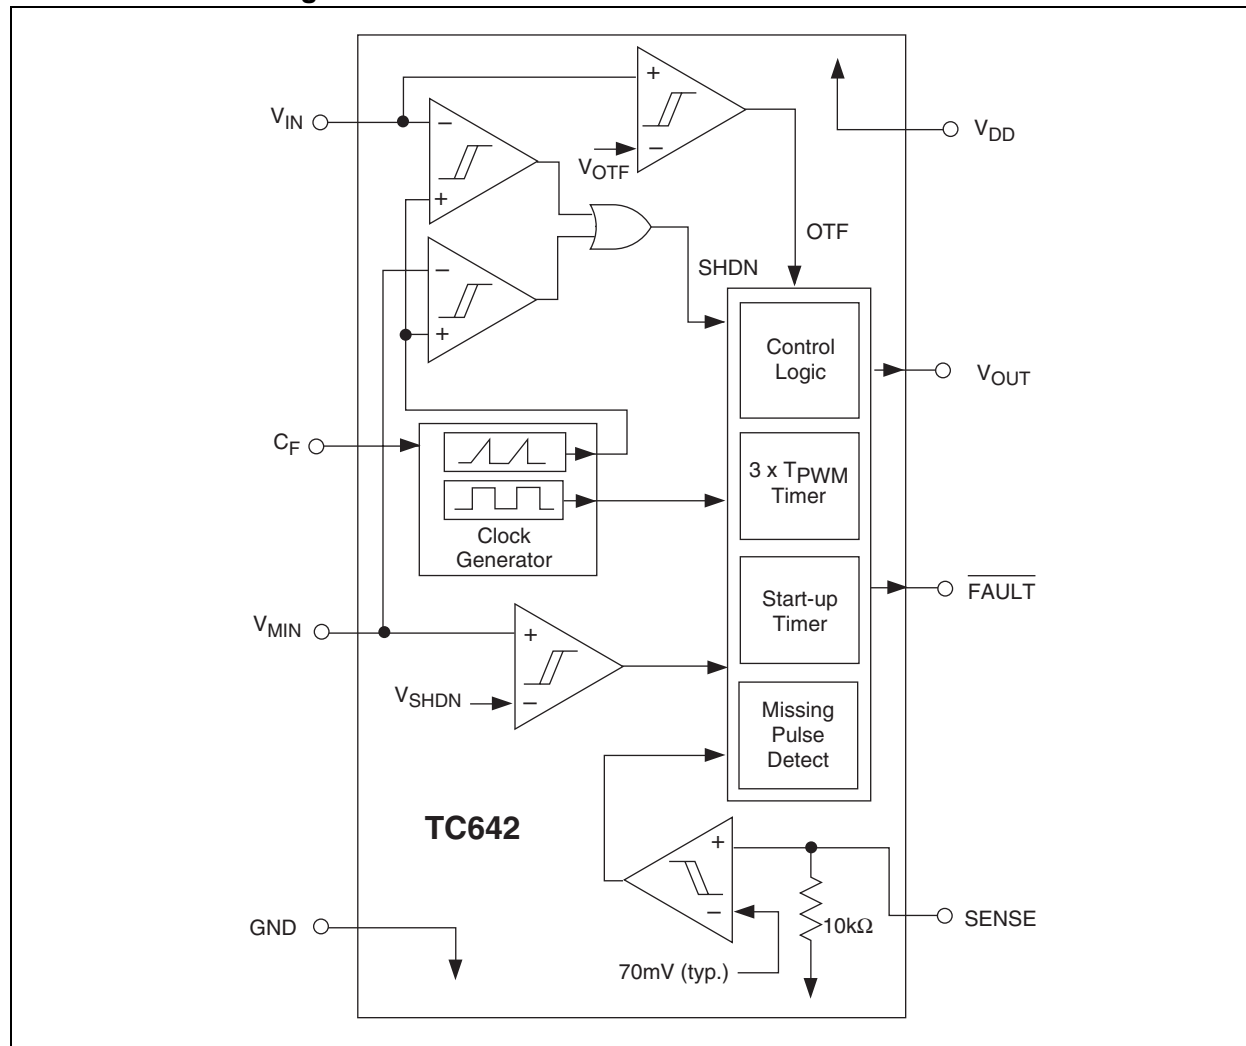 V_IN
V_OTF
V_DD
OTF
SHDN
Control
Logic
V_OUT
C_F
3 x T_PWM
Timer
Clock
Generator
FAULT
Start-up
Timer
V_MIN
V_SHDN
Missing
Pulse
Detect
TC642
GND
10kΩ
SENSE
70mV (typ.)
+
−
−
+
−
+
+
−
+
−